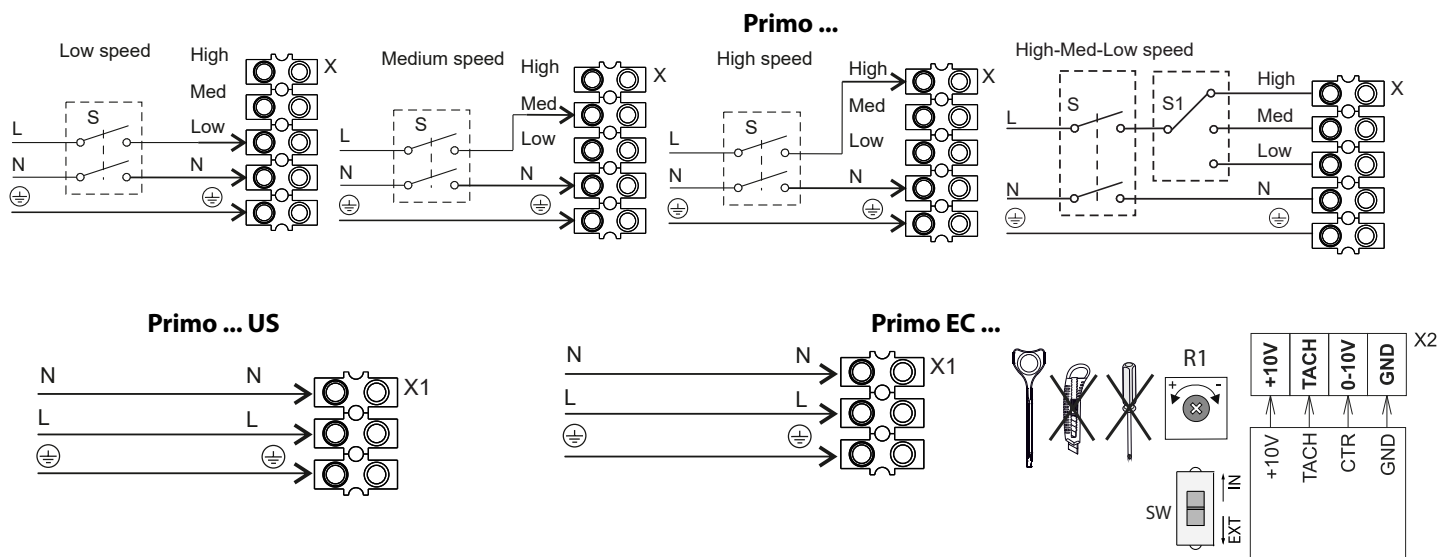 Primo ...
Low speed
High
X
Med
S
L
Low
N
N
Medium speed
High
X
Med
S
L
Low
N
N
High speed
High
X
Med
S
L
Low
N
N
High-Med-Low speed
High
X
S
S1
L
Med
Low
N
N
Primo ... US
N
N
X1
L
L
Primo EC ...
N
N
X1
L
L
R1
+
-
SW
IN
EXT
X2
+10V
TACH
0-10V
GND
+10V
TACH
CTR
GND